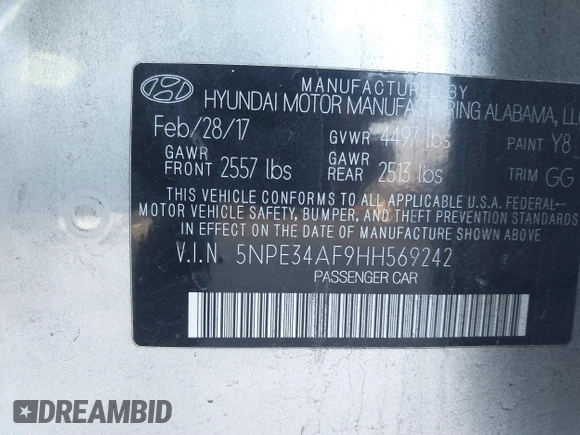 MANUFACTURED BY
HYUNDAI MOTOR MANUFACTURING ALABAMA, LL
Feb/28/17 GVWR 4497 lbs PAINT Y8
GAWR FRONT 2557 lbs GAWR REAR 2513 lbs TRIM GG
THIS VEHICLE CONFORMS TO ALL APPLICABLE U.S.A. FEDERAL
MOTOR VEHICLE SAFETY, BUMPER, AND THEFT PREVENTION STANDARDS
IN EFFECT ON THE DATE OF MANUFACTURE SHOWN ABOVE.
V.I.N. 5NPE34AF9HH569242
PASSENGER CAR
DREAMBID